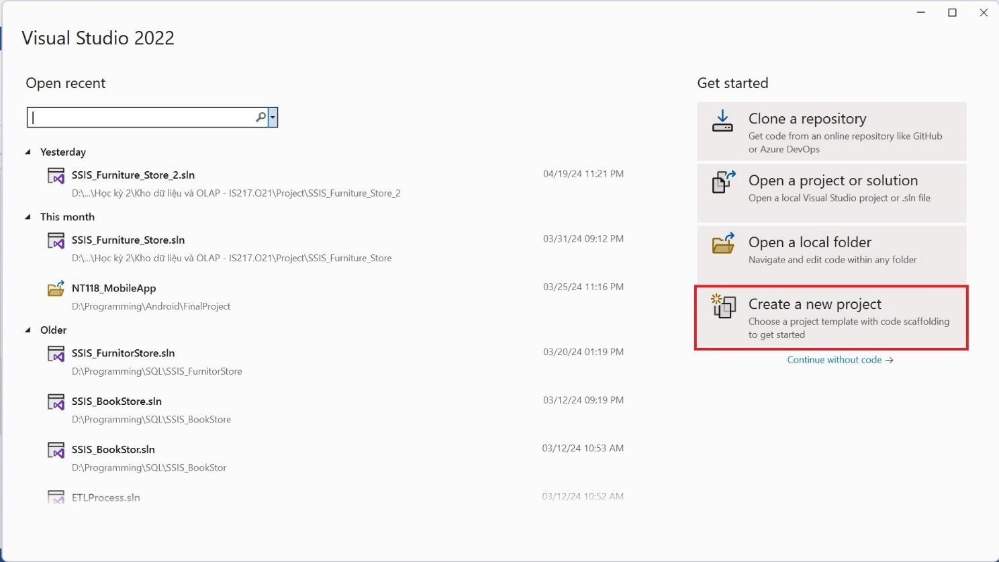 Visual Studio 2022
Open recent
Yesterday
SSIS_Furniture_Store_2.sln
04/19/24 11:21 PM
D:\...\Học kỳ 2\Kho dữ liệu và OLAP - IS217.O21\Project\SSIS_Furniture_Store_2
This month
SSIS_Furniture_Store.sln
03/31/24 09:12 PM
D:\...\Học kỳ 2\Kho dữ liệu và OLAP - IS217.O21\Project\SSIS_Furniture_Store
NT118_MobileApp
03/25/24 11:16 PM
D:\Programming\Android\FinalProject
Older
SSIS_FurnitorStore.sln
03/20/24 01:19 PM
D:\Programming\SQL\SSIS_FurnitorStore
SSIS_BookStore.sln
03/12/24 09:19 PM
D:\Programming\SQL\SSIS_BookStore
SSIS_BookStor.sln
03/12/24 10:53 AM
D:\Programming\SQL\SSIS_BookStor
ETLProcess.sln
03/12/24 10:52 AM
Get started
Clone a repository
Get code from an online repository like GitHub
or Azure DevOps
Open a project or solution
Open a local Visual Studio project or .sln file
Open a local folder
Navigate and edit code within any folder
Create a new project
Choose a project template with code scaffolding
to get started
Continue without code →